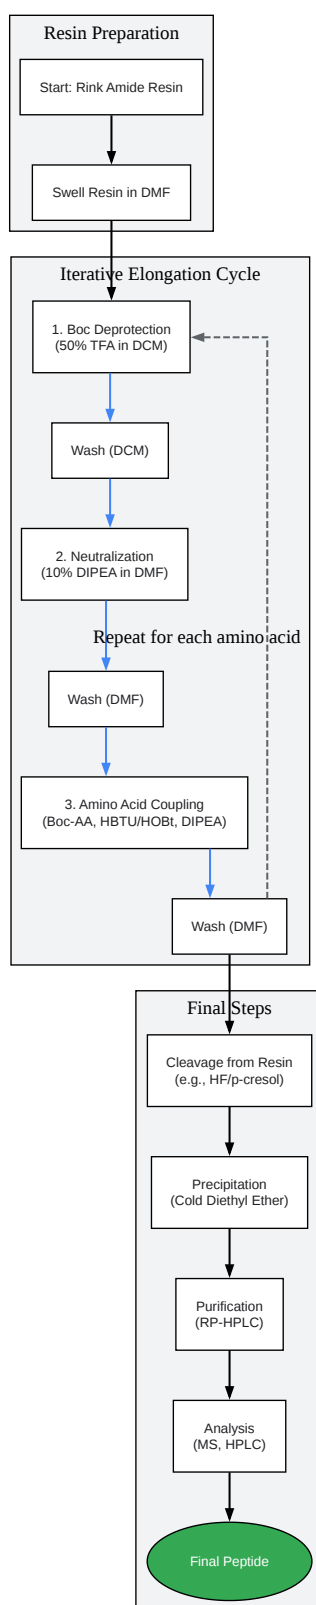 Resin Preparation
Start: Rink Amide Resin
Swell Resin in DMF
Iterative Elongation Cycle
1. Boc Deprotection
(50% TFA in DCM)
Wash (DCM)
2. Neutralization
(10% DIPEA in DMF)
Repeat for each amino acid
Wash (DMF)
3. Amino Acid Coupling
(Boc-AA, HBTU/HOBt, DIPEA)
Wash (DMF)
Final Steps
Cleavage from Resin
(e.g., HF/p-cresol)
Precipitation
(Cold Diethyl Ether)
Purification
(RP-HPLC)
Analysis
(MS, HPLC)
Final Peptide